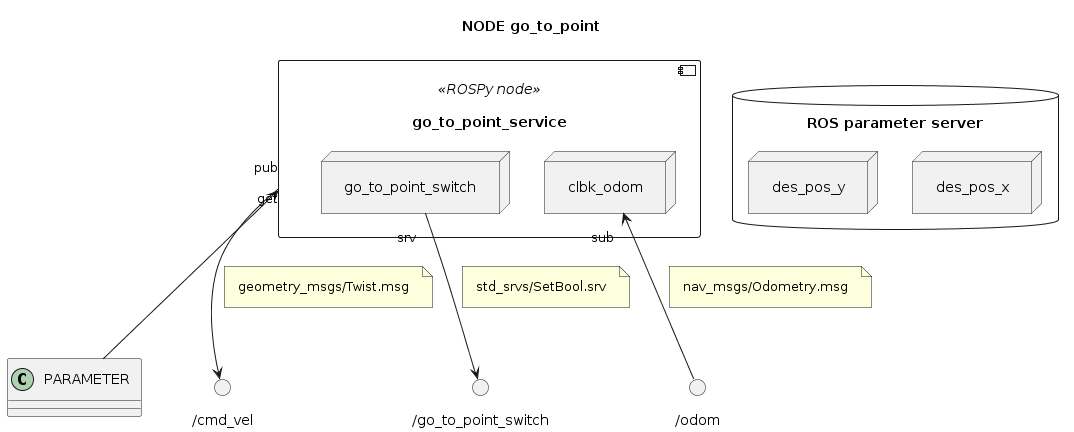 NODE go_to_point
«ROSPy node»
go_to_point_service
ROS parameter server
go_to_point_switch
clbk_odom
des_pos_y
des_pos_x
pub
get
srv
sub
geometry_msgs/Twist.msg
std_srvs/SetBool.srv
nav_msgs/Odometry.msg
C
PARAMETER
/cmd_vel
/go_to_point_switch
/odom